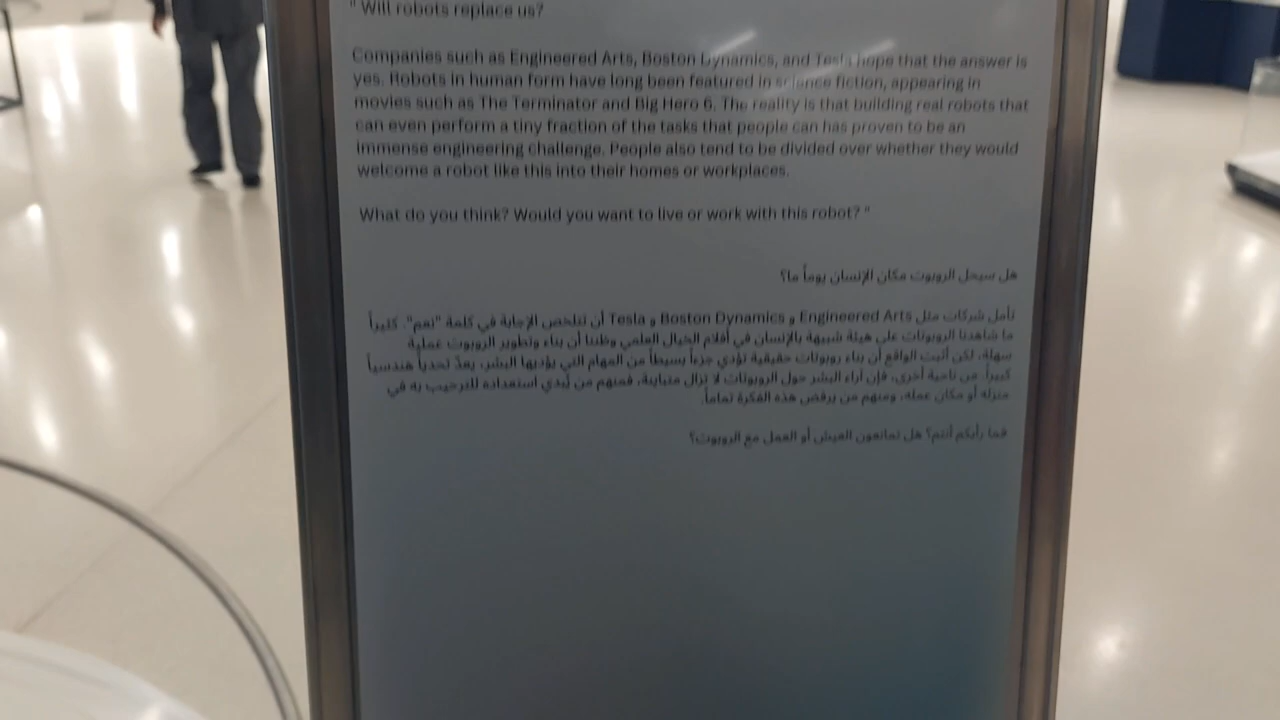 " Will robots replace us?
Companies such as Engineered Arts, Boston Dynamics, and Tesla hope that the answer is
yes. Robots in human form have long been featured in science fiction, appearing in
movies such as The Terminator and Big Hero 6. The reality is that building real robots that
can even perform a tiny fraction of the tasks that people can has proven to be an
immense engineering challenge. People also tend to be divided over whether they would
welcome a robot like this into their homes or workplaces.
What do you think? Would you want to live or work with this robot? "
هل سيحل الروبوت مكان الإنسان يوماً ما؟
تأمل شركات مثل Engineered Arts و Boston Dynamics و Tesla أن تتلخص الإجابة في كلمة "نعم". كثيراً
ما شاهدنا الروبوتات على هيئة شبيهة بالإنسان في أفلام الخيال العلمي وظننا أن بناء وتطوير الروبوت عملية
سهلة، لكن أثبت الواقع أن بناء روبوتات حقيقية تؤدي جزءاً بسيطاً من المهام التي يؤديها البشر، يعدّ تحدياً هندسياً
كبيراً. من ناحية أخرى، فإن آراء البشر حول الروبوتات لا تزال متباينة، فمنهم من يُبدي استعداده للترحيب به في
منزله أو مكان عمله، ومنهم من يرفض هذه الفكرة تماماً.
فما رأيكم أنتم؟ هل تمانعون العيش أو العمل مع الروبوت؟